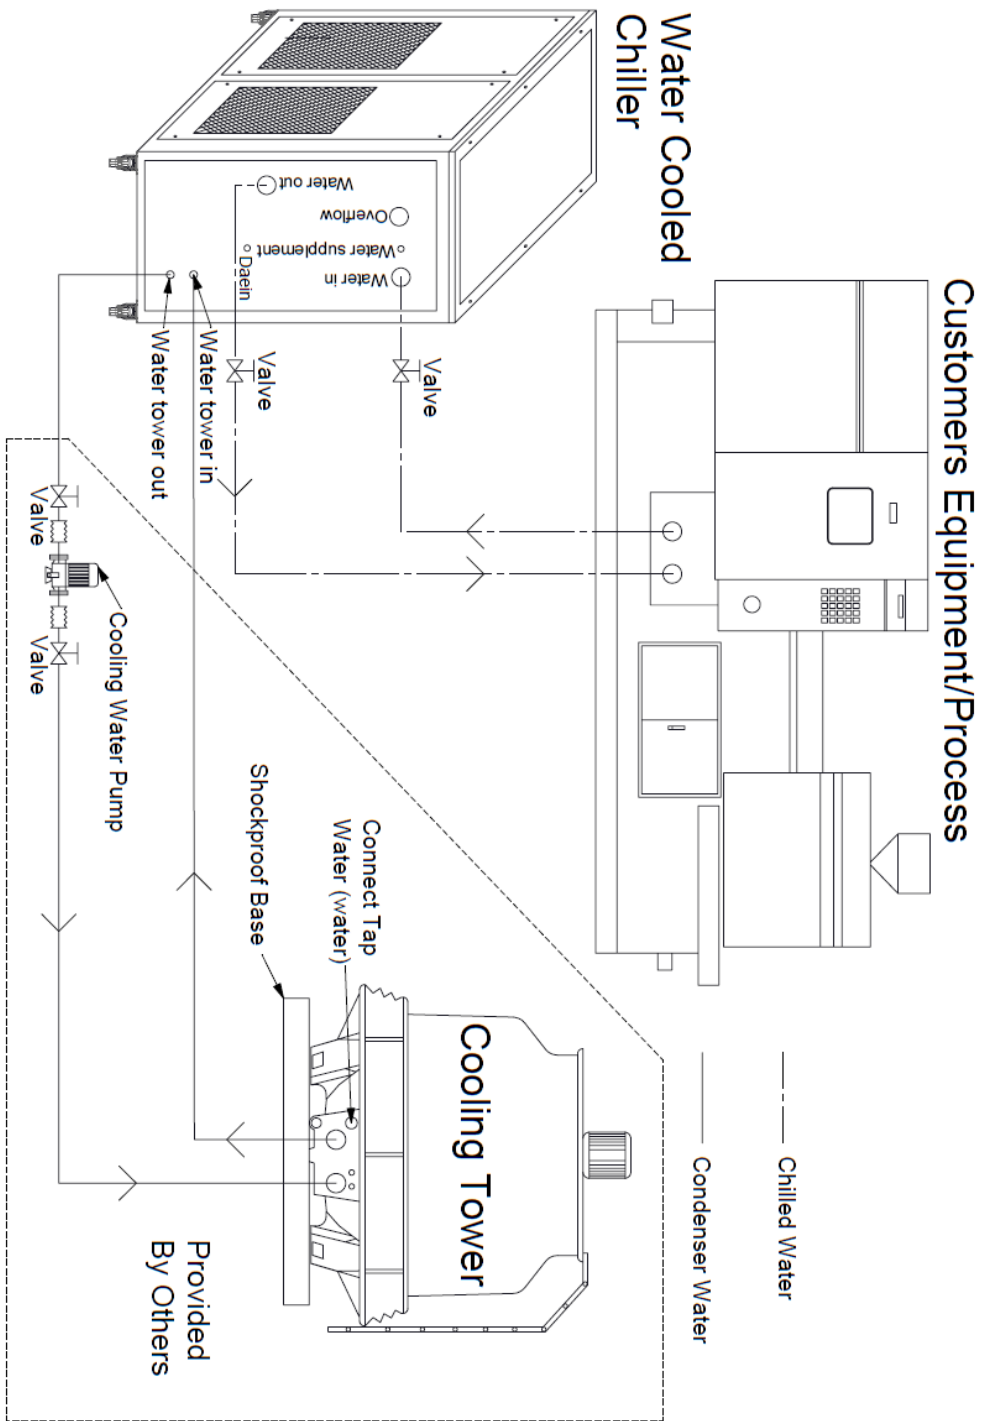 Water Cooled
Chiller
Customers Equipment/Process
Water out
Overflow
Water supplement
Daein
Water in
Water tower in
Water tower out
Valve
Valve
Valve
Cooling Water Pump
Valve
Shockproof Base
Connect Tap
Water (water)
Cooling Tower
Chilled Water
Condenser Water
Provided
By Others